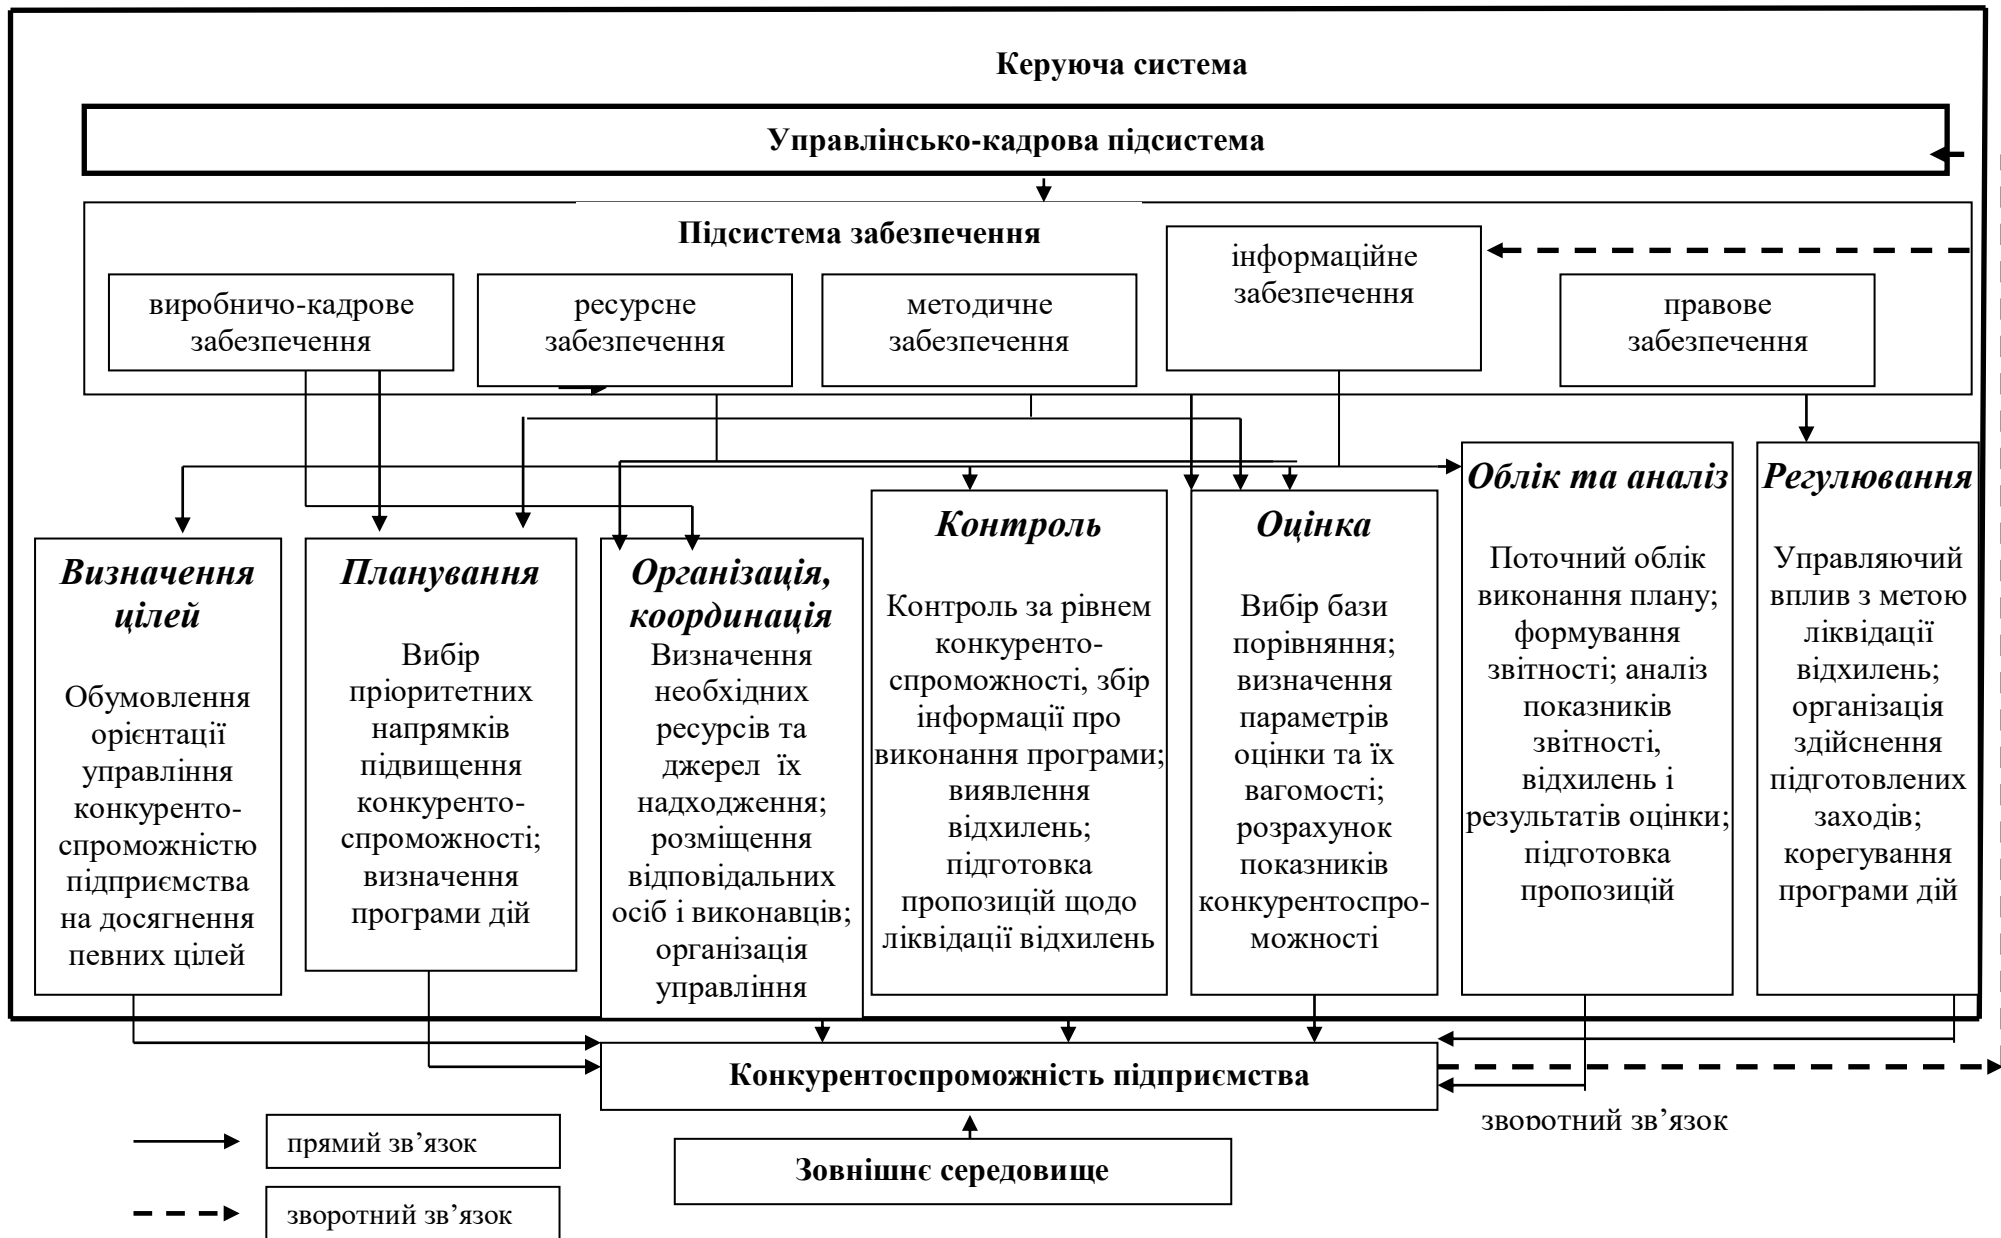 Керуюча система
Управлінсько-кадрова підсистема
Підсистема забезпечення
виробничо-кадрове
забезпечення
ресурсне
забезпечення
методичне
забезпечення
інформаційне
забезпечення
правове
забезпечення
Визначення
цілей
Обумовлення
орієнтації
управління
конкуренто-
спроможністю
підприємства
на досягнення
певних цілей
Планування
Вибір
пріоритетних
напрямків
підвищення
конкуренто-
спроможності;
визначення
програми дій
Організація,
координація
Визначення
необхідних
ресурсів та
джерел їх
надходження;
розміщення
відповідальних
осіб і виконавців;
організація
управління
Контроль
Контроль за рівнем
конкуренто-
спроможності, збір
інформації про
виконання програми;
виявлення
відхилень;
підготовка
пропозицій щодо
ліквідації відхилень
Оцінка
Вибір бази
порівняння;
визначення
параметрів
оцінки та їх
вагомості;
розрахунок
показників
конкурентоспро-
можності
Облік та аналіз
Поточний облік
виконання плану;
формування
звітності; аналіз
показників
звітності,
відхилень і
результатів оцінки;
підготовка
пропозицій
Регулювання
Управляючий
вплив з метою
ліквідації
відхилень;
організація
здійснення
підготовлених
заходів;
корегування
програми дій
Конкурентоспроможність підприємства
зворотний зв’язок
Зовнішнє середовище
прямий зв’язок
зворотний зв’язок